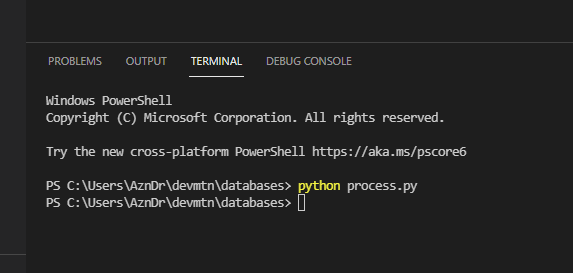 PROBLEMS OUTPUT TERMINAL DEBUG CONSOLE
Windows PowerShell
Copyright (C) Microsoft Corporation. All rights reserved.
Try the new cross-platform PowerShell https://aka.ms/pscore6
PS C:\Users\AznDr\devmtn\databases> python process.py
PS C:\Users\AznDr\devmtn\databases>